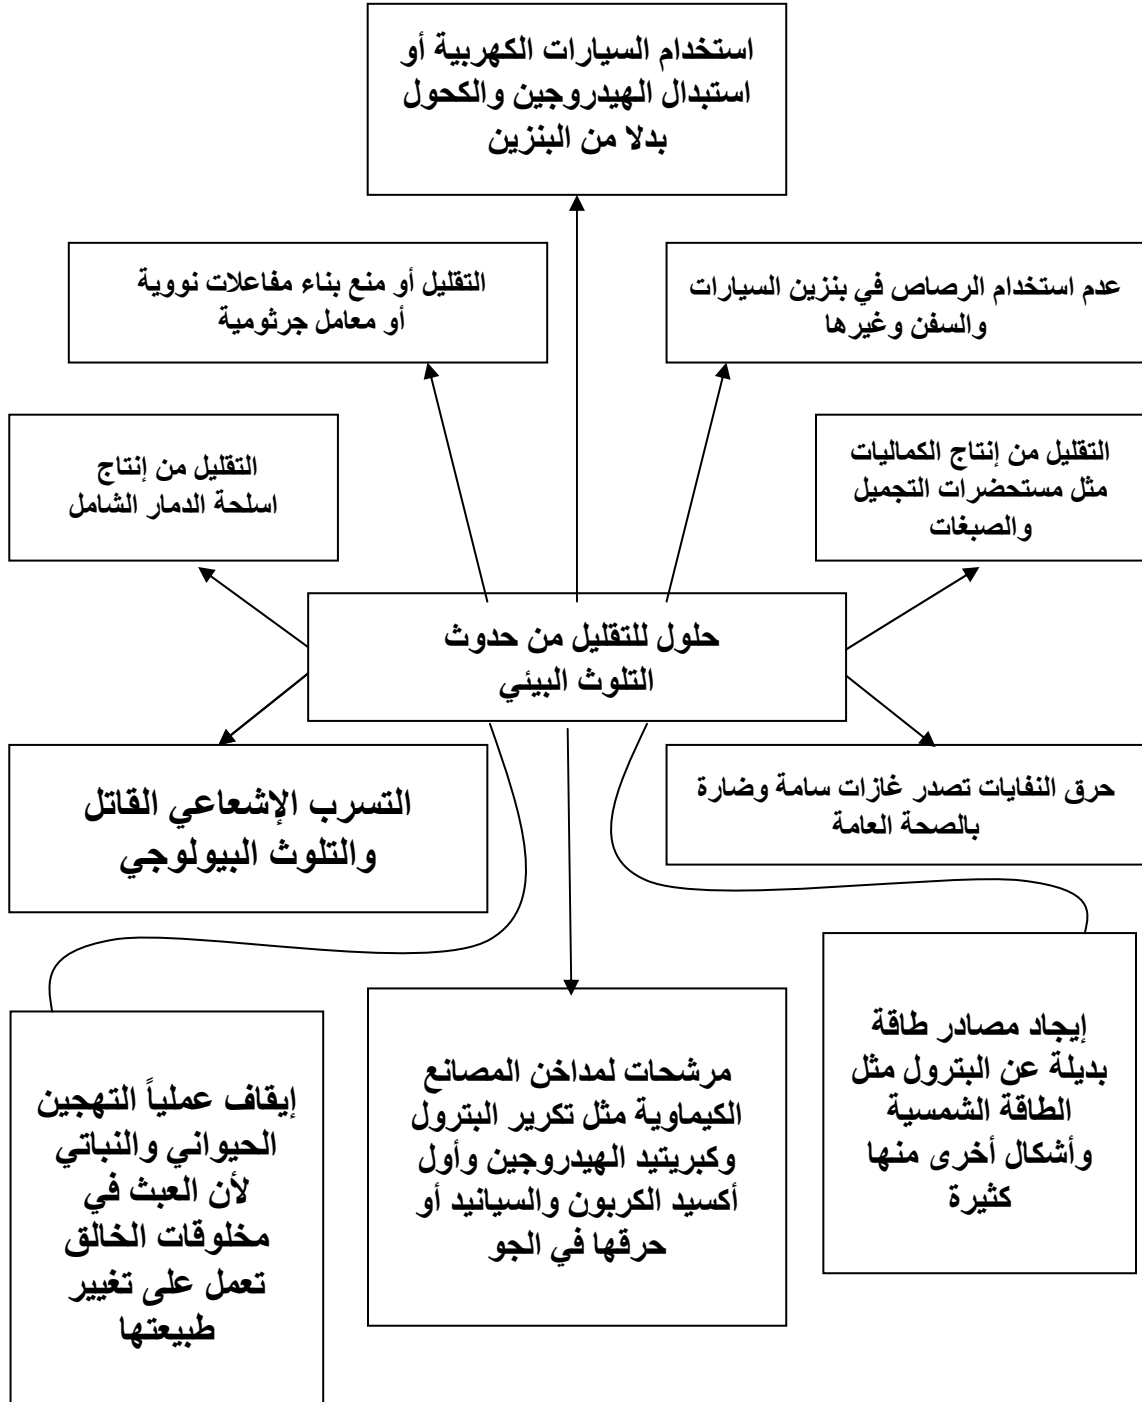 استخدام السيارات الكهربية أو
استبدال الهيدروجين والكحول
بدلا من البنزين
عدم استخدام الرصاص في بنزين السيارات
والسفن وغيرها
التقليل أو منع بناء مفاعلات نووية
أو معامل جرثومية
التقليل من إنتاج الكماليات
مثل مستحضرات التجميل
والصبغات
التقليل من إنتاج
اسلحة الدمار الشامل
حلول للتقليل من حدوث
التلوث البيئي
حرق النفايات تصدر غازات سامة وضارة
بالصحة العامة
التسرب الإشعاعي القاتل
والتلوث البيولوجي
إيجاد مصادر طاقة
بديلة عن البترول مثل
الطاقة الشمسية
وأشكال أخرى منها
كثيرة
مرشحات لمداخن المصانع
الكيماوية مثل تكرير البترول
وكبريتيد الهيدروجين وأول
أكسيد الكربون والسيانيد أو
حرقها في الجو
إيقاف عملياً التهجين
الحيواني والنباتي
لأن العبث في
مخلوقات الخالق
تعمل على تغيير
طبيعتها